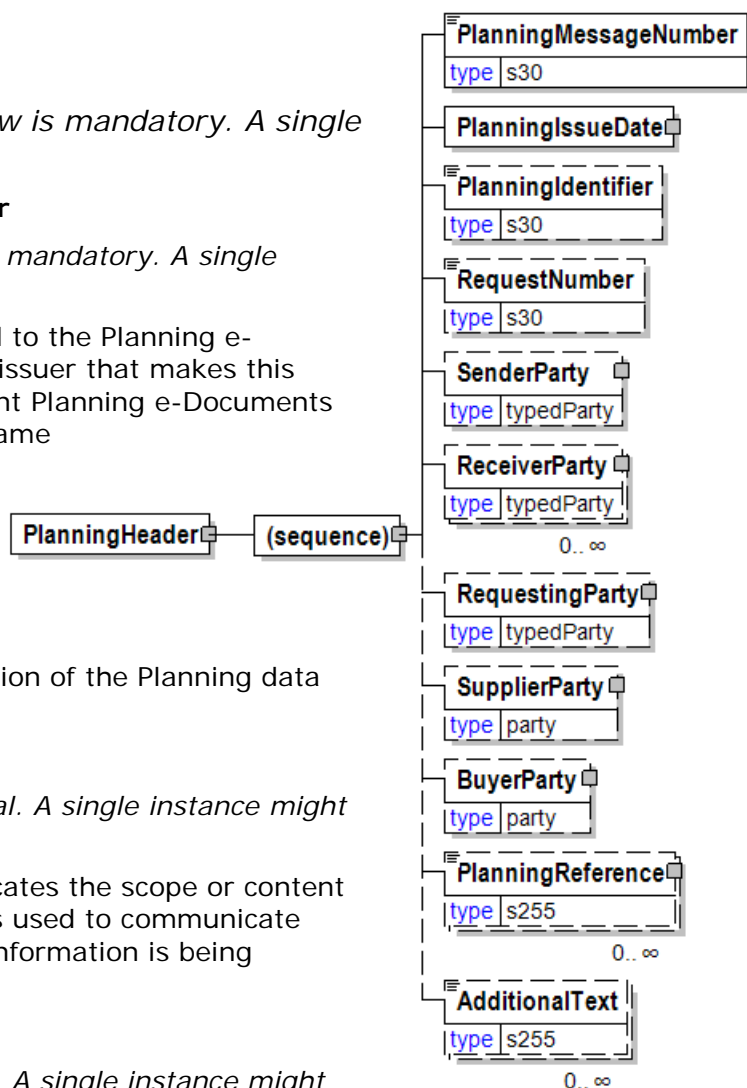 w is mandatory. A single
r
mandatory. A single
l to the Planning e-
issuer that makes this
nt Planning e-Documents
ame
tion of the Planning data
al. A single instance might
cates the scope or content
s used to communicate
nformation is being
. A single instance might
PlanningHeader
(sequence)
PlanningMessageNumber
type s30
PlanningIssueDate
PlanningIdentifier
type s30
RequestNumber
type s30
SenderParty
type typedParty
ReceiverParty
type typedParty
0.. ∞
RequestingParty
type typedParty
SupplierParty
type party
BuyerParty
type party
PlanningReference
type s255
0.. ∞
AdditionalText
type s255
0.. ∞